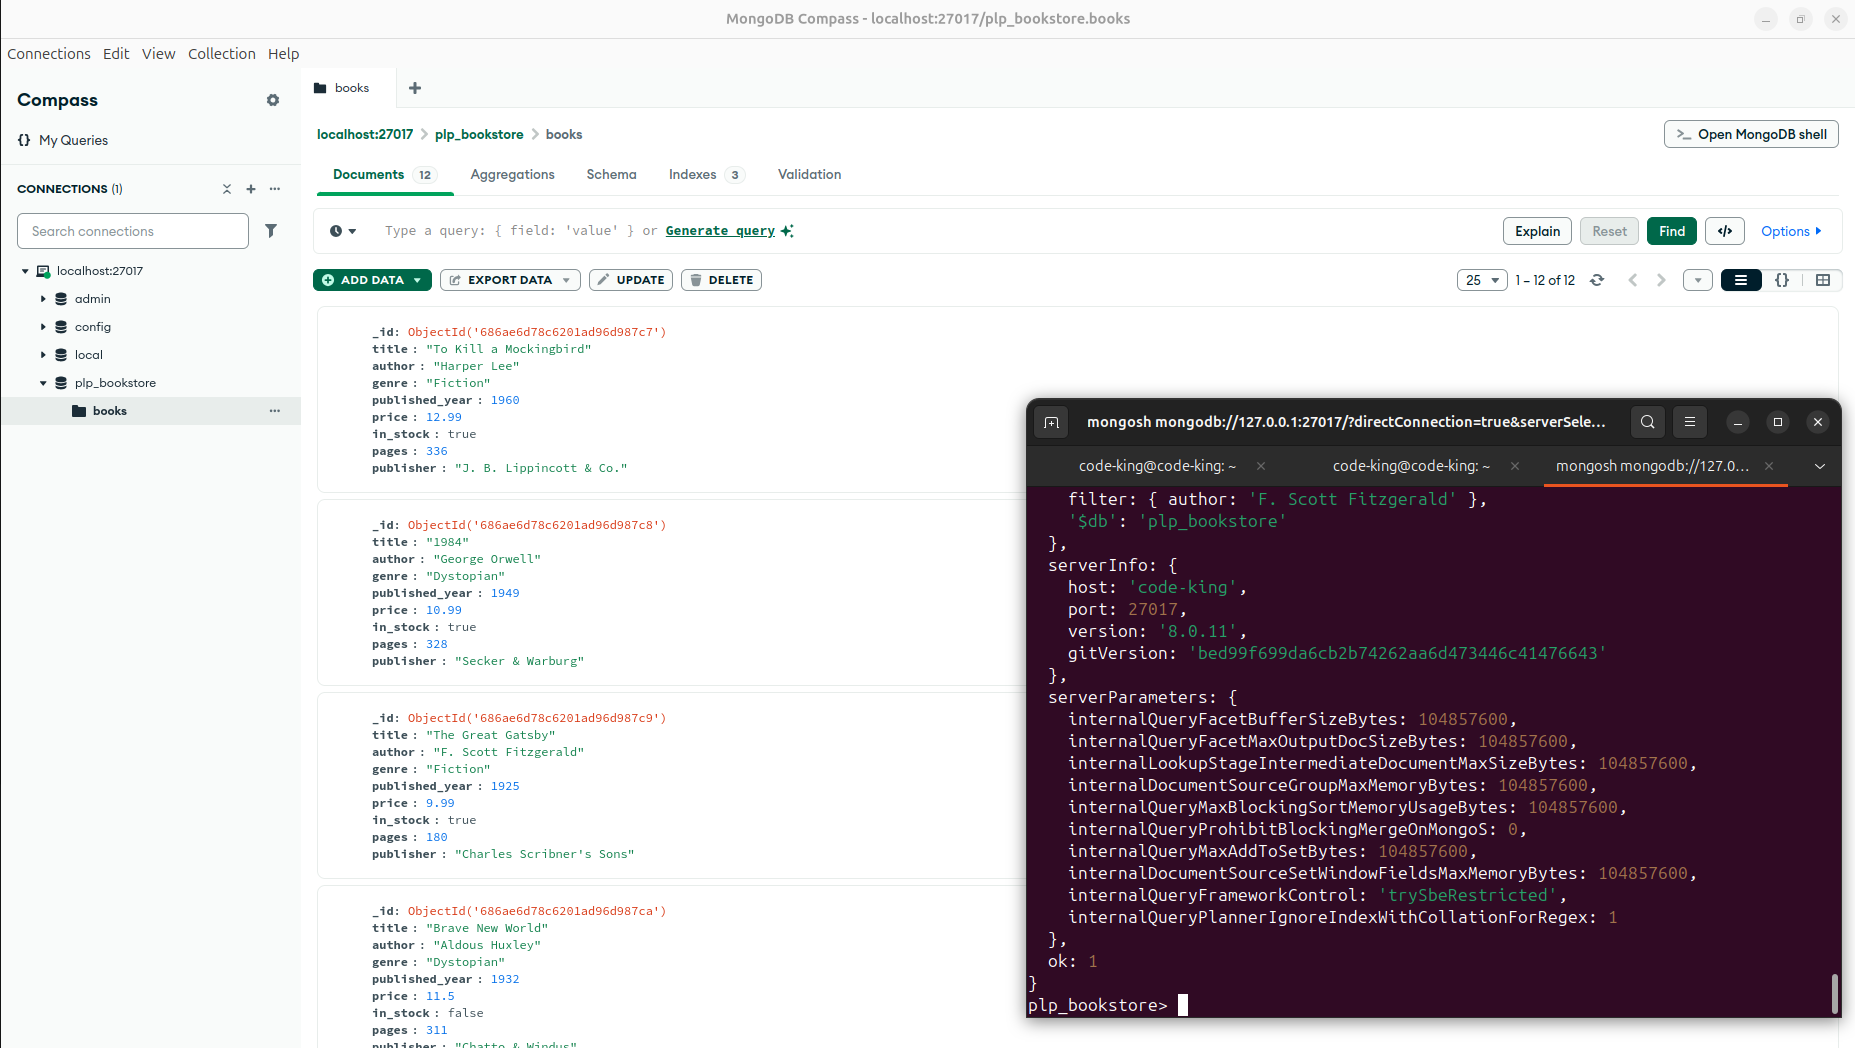 MongoDB Compass - localhost:27017/plp_bookstore.books
Connections Edit View Collection Help
Compass
{} My Queries
CONNECTIONS (1)
Search connections
localhost:27017
admin
config
local
plp_bookstore
books
books
localhost:27017 > plp_bookstore > books
>_ Open MongoDB shell
Documents 12 Aggregations Schema Indexes 3 Validation
Type a query: { field: 'value' } or Generate query
Explain Reset Find </> Options
ADD DATA EXPORT DATA UPDATE DELETE
25 1 – 12 of 12 {}
_id: ObjectId('686ae6d78c6201ad96d987c7')
title : "To Kill a Mockingbird"
author : "Harper Lee"
genre : "Fiction"
published_year : 1960
price : 12.99
in_stock : true
pages : 336
publisher : "J. B. Lippincott & Co."
_id: ObjectId('686ae6d78c6201ad96d987c8')
title : "1984"
author : "George Orwell"
genre : "Dystopian"
published_year : 1949
price : 10.99
in_stock : true
pages : 328
publisher : "Secker & Warburg"
_id: ObjectId('686ae6d78c6201ad96d987c9')
title : "The Great Gatsby"
author : "F. Scott Fitzgerald"
genre : "Fiction"
published_year : 1925
price : 9.99
in_stock : true
pages : 180
publisher : "Charles Scribner's Sons"
_id: ObjectId('686ae6d78c6201ad96d987ca')
title : "Brave New World"
author : "Aldous Huxley"
genre : "Dystopian"
published_year : 1932
price : 11.5
in_stock : false
pages : 311
publisher : "Chatto & Windus"
mongosh mongodb://127.0.0.1:27017/?directConnection=true&serverSele...
code-king@code-king: ~ code-king@code-king: ~ mongosh mongodb://127.0...
filter: { author: 'F. Scott Fitzgerald' },
'$db': 'plp_bookstore'
},
serverInfo: {
host: 'code-king',
port: 27017,
version: '8.0.11',
gitVersion: 'bed99f699da6cb2b74262aa6d473446c41476643'
},
serverParameters: {
internalQueryFacetBufferSizeBytes: 104857600,
internalQueryFacetMaxOutputDocSizeBytes: 104857600,
internalLookupStageIntermediateDocumentMaxSizeBytes: 104857600,
internalDocumentSourceGroupMaxMemoryBytes: 104857600,
internalQueryMaxBlockingSortMemoryUsageBytes: 104857600,
internalQueryProhibitBlockingMergeOnMongoS: 0,
internalQueryMaxAddToSetBytes: 104857600,
internalDocumentSourceSetWindowFieldsMaxMemoryBytes: 104857600,
internalQueryFrameworkControl: 'trySbeRestricted',
internalQueryPlannerIgnoreIndexWithCollationForRegex: 1
},
ok: 1
}
plp_bookstore>